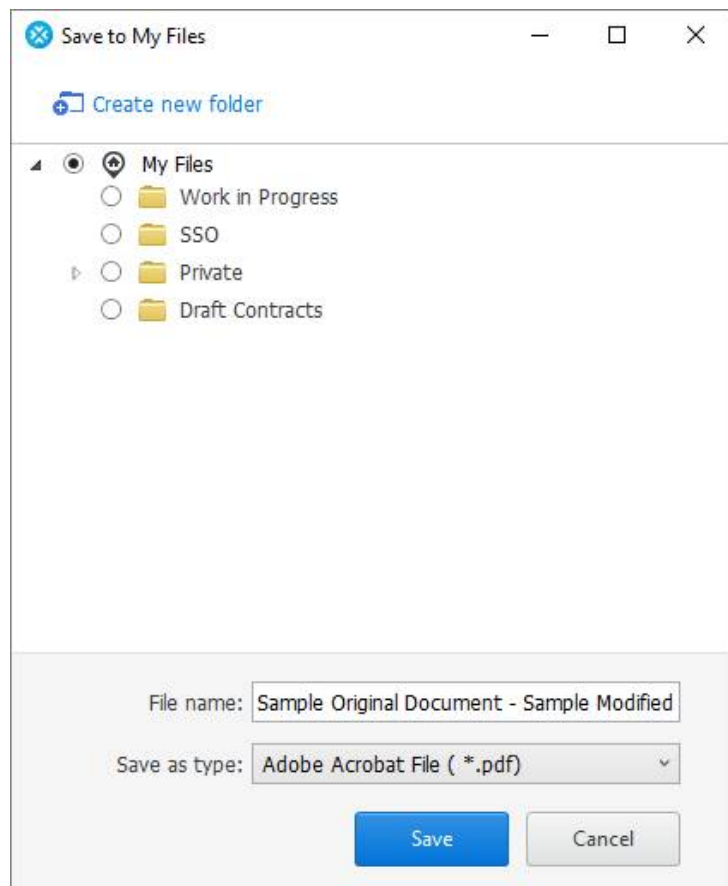 Save to My Files
Create new folder
My Files
Work in Progress
SSO
Private
Draft Contracts
File name: Sample Original Document - Sample Modified
Save as type: Adobe Acrobat File ( *.pdf)
Save Cancel